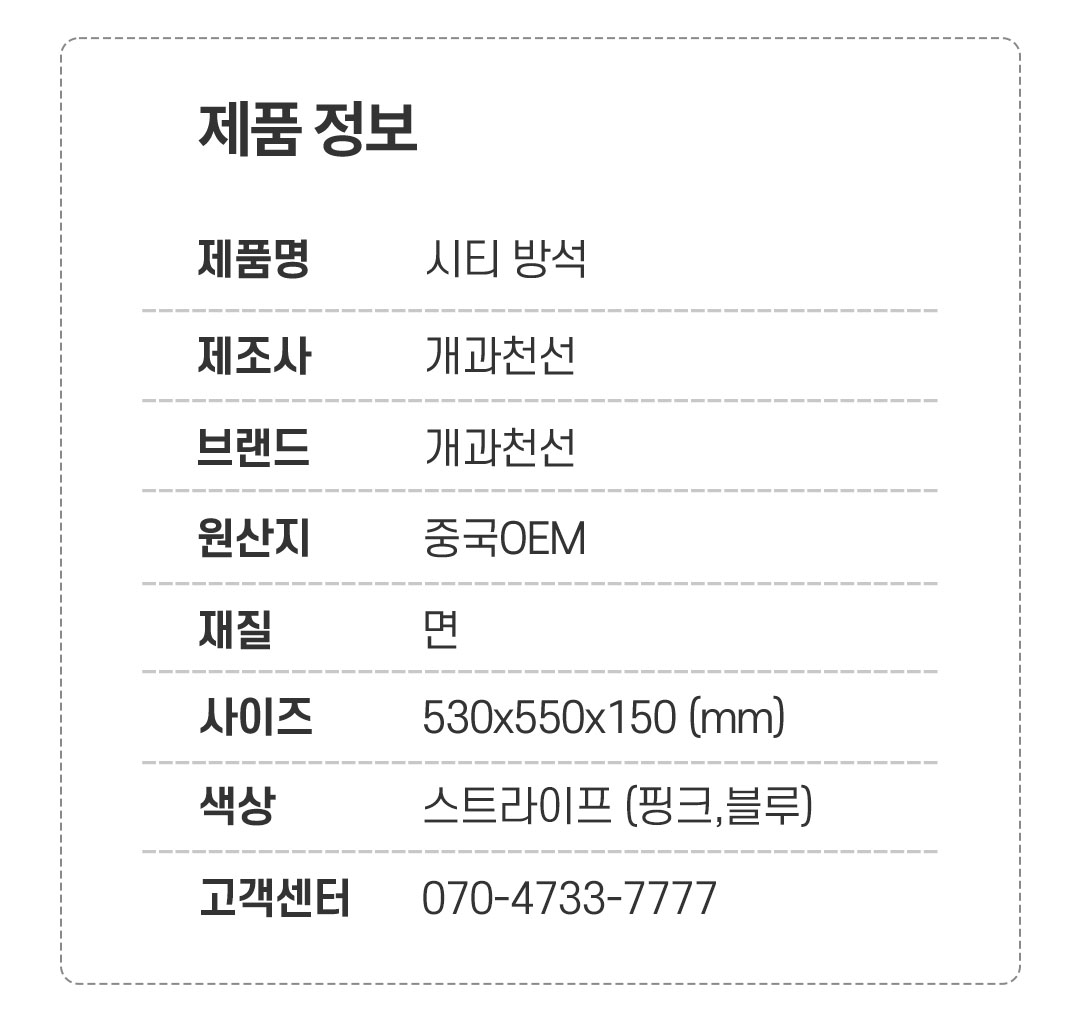 제품 정보
제품명 시티 방석
제조사 개과천선
브랜드 개과천선
원산지 중국OEM
재질 면
사이즈 530x550x150 (mm)
색상 스트라이프 (핑크,블루)
고객센터 070-4733-7777